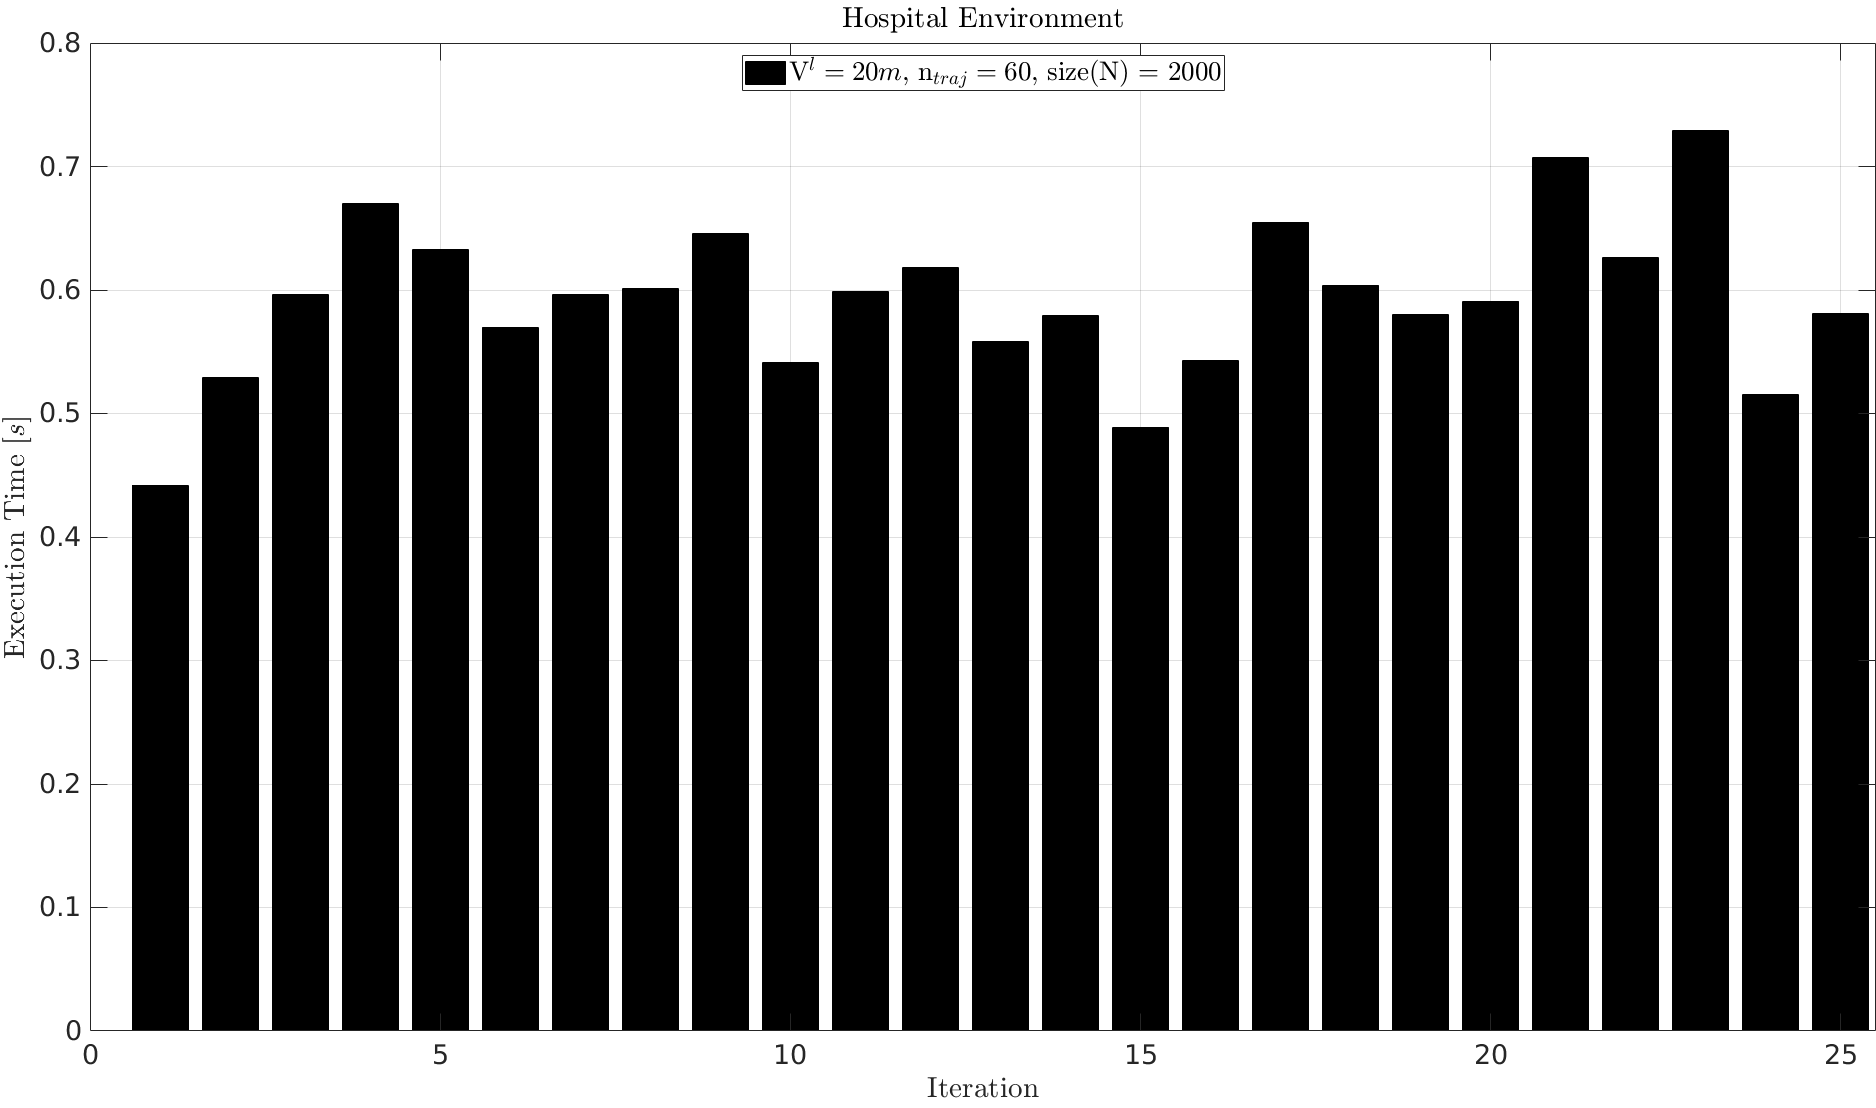 Hospital Environment
V^l = 20m, n_traj = 60, size(N) = 2000
0.8
0.7
0.6
0.5
0.4
0.3
0.2
0.1
0
Execution Time [s]
0 5 10 15 20 25
Iteration